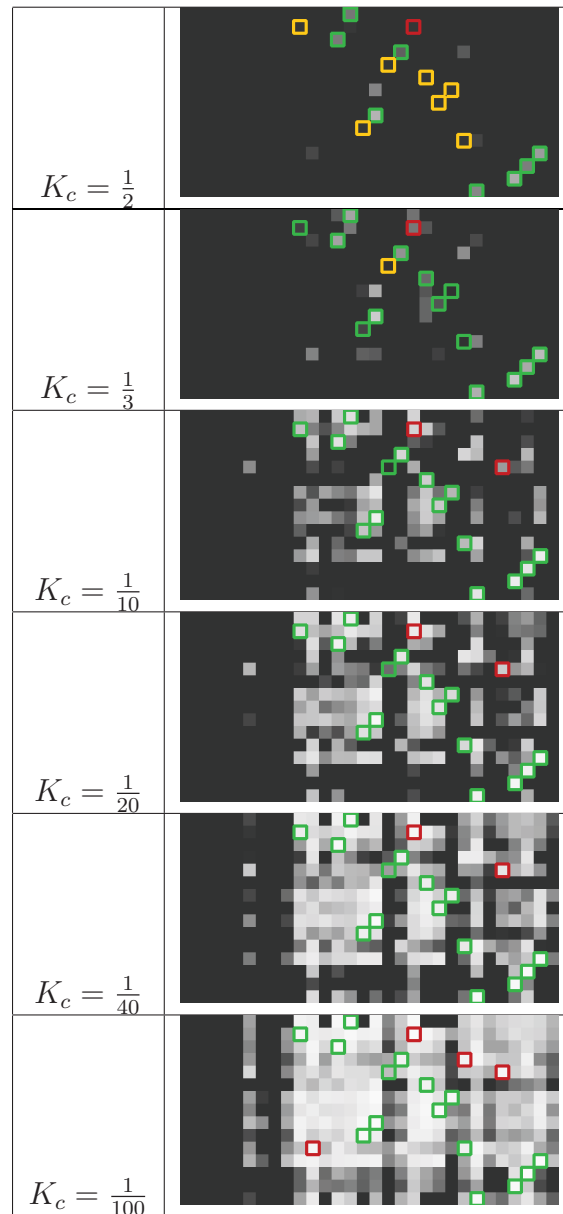 K_c = 1/2
K_c = 1/3
K_c = 1/10
K_c = 1/20
K_c = 1/40
K_c = 1/100